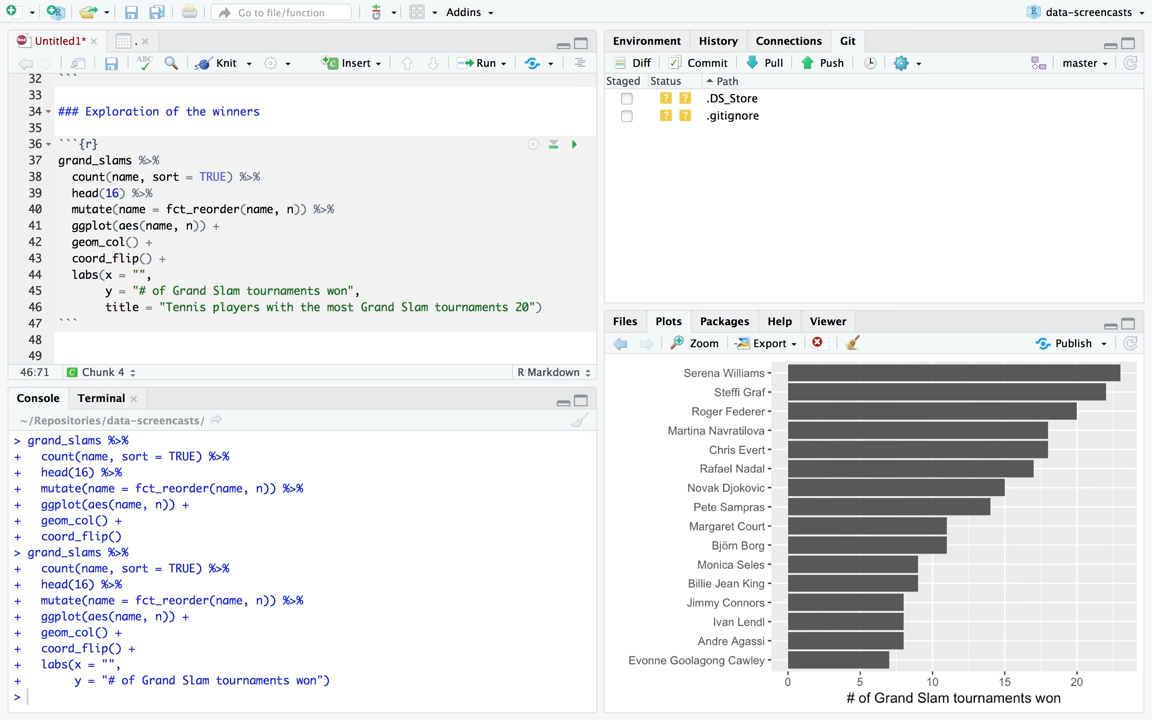 Go to file/function
Addins
data-screencasts
Untitled1*
.
Knit
Insert
Run
32 ```
33
34 ### Exploration of the winners
35
36 ```{r}
37 grand_slams %>%
38 count(name, sort = TRUE) %>%
39 head(16) %>%
40 mutate(name = fct_reorder(name, n)) %>%
41 ggplot(aes(name, n)) +
42 geom_col() +
43 coord_flip() +
44 labs(x = "",
45 y = "# of Grand Slam tournaments won",
46 title = "Tennis players with the most Grand Slam tournaments 20")
47 ```
48
49
46:71 Chunk 4 R Markdown
Console Terminal
~/Repositories/data-screencasts/
> grand_slams %>%
+ count(name, sort = TRUE) %>%
+ head(16) %>%
+ mutate(name = fct_reorder(name, n)) %>%
+ ggplot(aes(name, n)) +
+ geom_col() +
+ coord_flip()
> grand_slams %>%
+ count(name, sort = TRUE) %>%
+ head(16) %>%
+ mutate(name = fct_reorder(name, n)) %>%
+ ggplot(aes(name, n)) +
+ geom_col() +
+ coord_flip() +
+ labs(x = "",
+ y = "# of Grand Slam tournaments won")
>
Environment History Connections Git
Diff Commit Pull Push master
Staged Status Path
? ? .DS_Store
? ? .gitignore
Files Plots Packages Help Viewer
Zoom Export Publish
Serena Williams
Steffi Graf
Roger Federer
Martina Navratilova
Chris Evert
Rafael Nadal
Novak Djokovic
Pete Sampras
Margaret Court
Björn Borg
Monica Seles
Billie Jean King
Jimmy Connors
Ivan Lendl
Andre Agassi
Evonne Goolagong Cawley
0 5 10 15 20
# of Grand Slam tournaments won